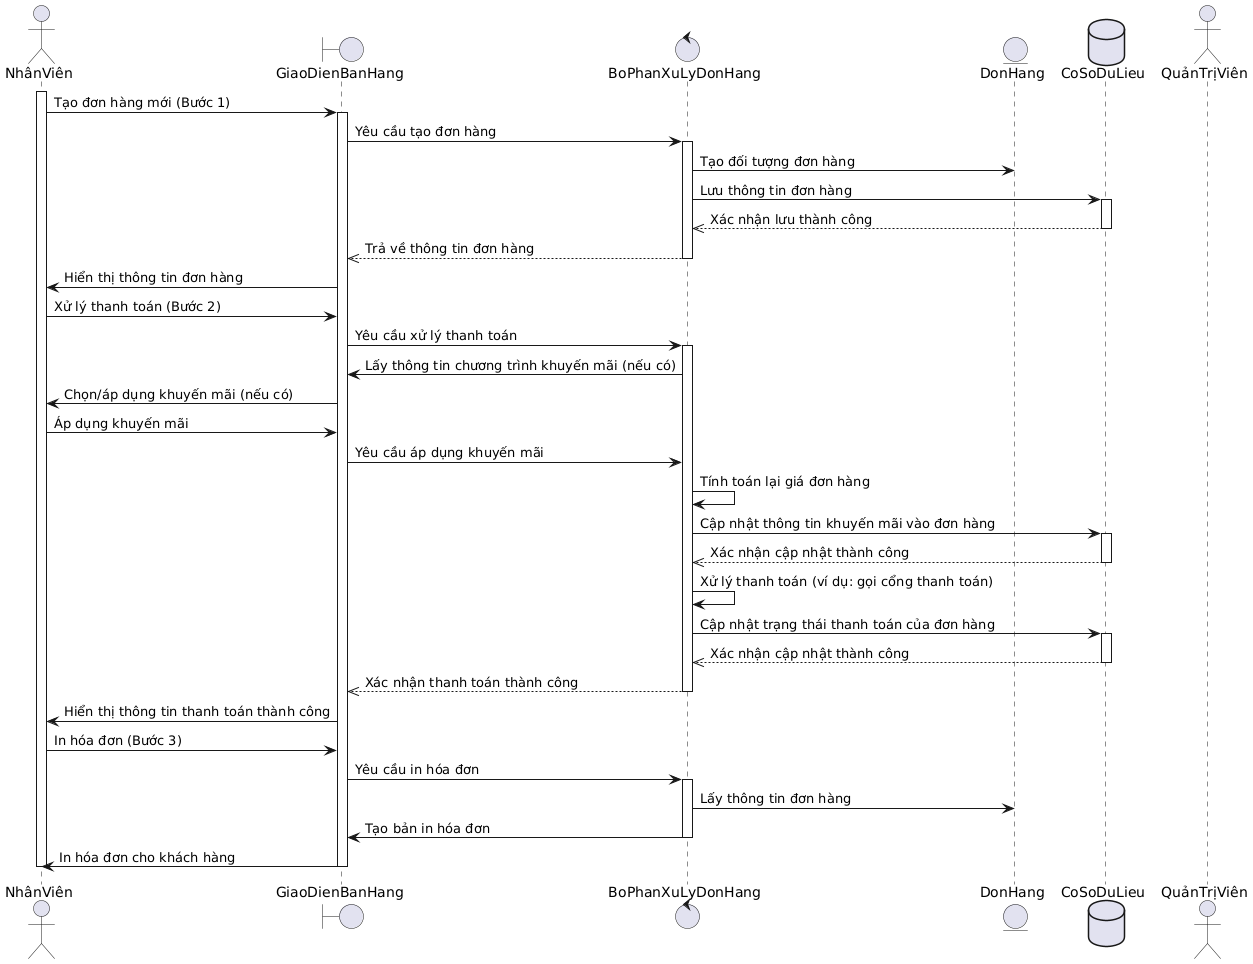 NhânViên
GiaoDienBanHang
BoPhanXuLyDonHang
DonHang
CoSoDuLieu
QuảnTrịViên
Tạo đơn hàng mới (Bước 1)
Yêu cầu tạo đơn hàng
Tạo đối tượng đơn hàng
Lưu thông tin đơn hàng
Xác nhận lưu thành công
Trả về thông tin đơn hàng
Hiển thị thông tin đơn hàng
Xử lý thanh toán (Bước 2)
Yêu cầu xử lý thanh toán
Lấy thông tin chương trình khuyến mãi (nếu có)
Chọn/áp dụng khuyến mãi (nếu có)
Áp dụng khuyến mãi
Yêu cầu áp dụng khuyến mãi
Tính toán lại giá đơn hàng
Cập nhật thông tin khuyến mãi vào đơn hàng
Xác nhận cập nhật thành công
Xử lý thanh toán (ví dụ: gọi cổng thanh toán)
Cập nhật trạng thái thanh toán của đơn hàng
Xác nhận cập nhật thành công
Xác nhận thanh toán thành công
Hiển thị thông tin thanh toán thành công
In hóa đơn (Bước 3)
Yêu cầu in hóa đơn
Lấy thông tin đơn hàng
Tạo bản in hóa đơn
In hóa đơn cho khách hàng
NhânViên
GiaoDienBanHang
BoPhanXuLyDonHang
DonHang
CoSoDuLieu
QuảnTrịViên